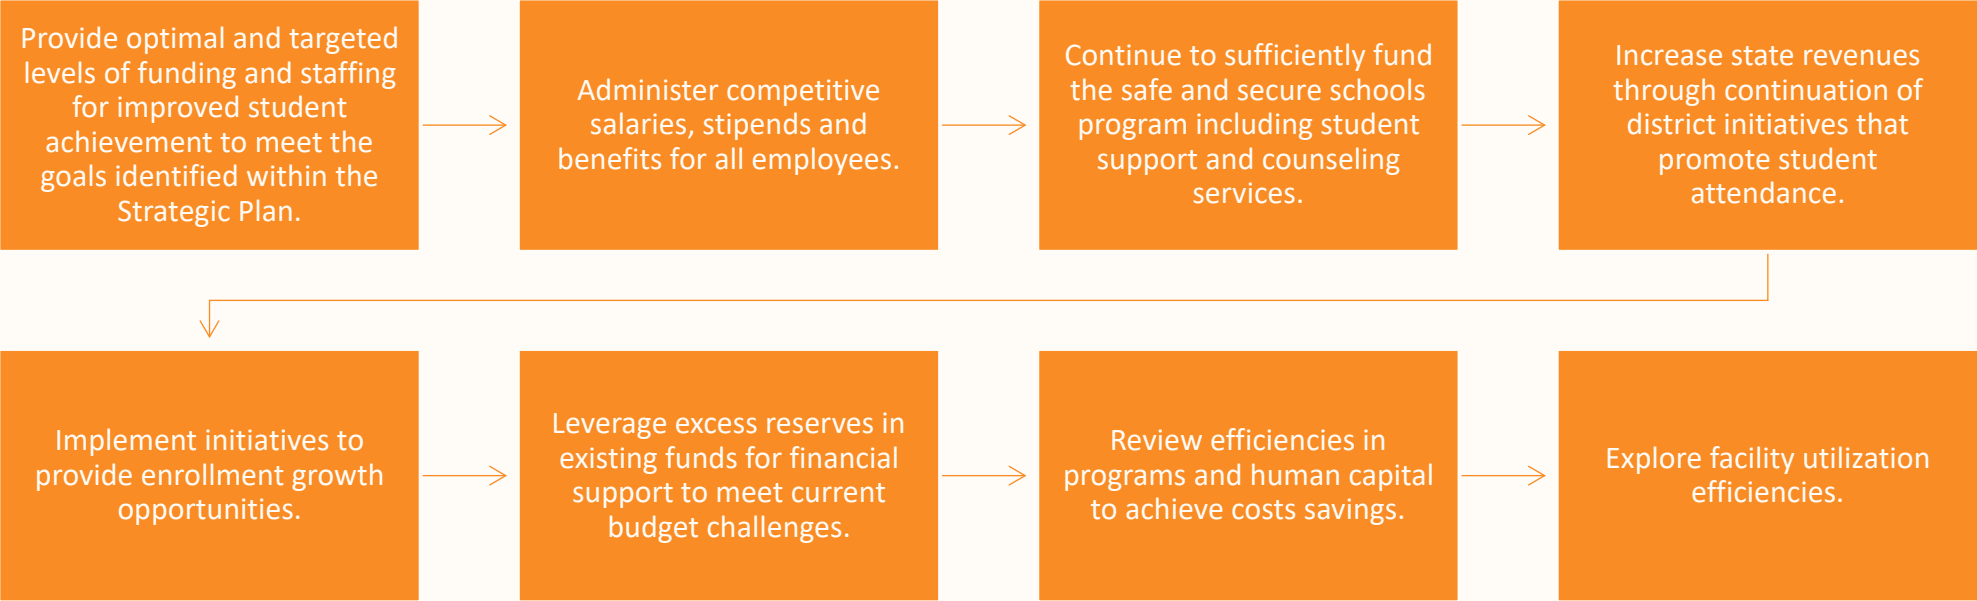 Provide optimal and targeted
levels of funding and staffing
for improved student
achievement to meet the
goals identified within the
Strategic Plan.
Administer competitive
salaries, stipends and
benefits for all employees.
Continue to sufficiently fund
the safe and secure schools
program including student
support and counseling
services.
Increase state revenues
through continuation of
district initiatives that
promote student
attendance.
Implement initiatives to
provide enrollment growth
opportunities.
Leverage excess reserves in
existing funds for financial
support to meet current
budget challenges.
Review efficiencies in
programs and human capital
to achieve costs savings.
Explore facility utilization
efficiencies.